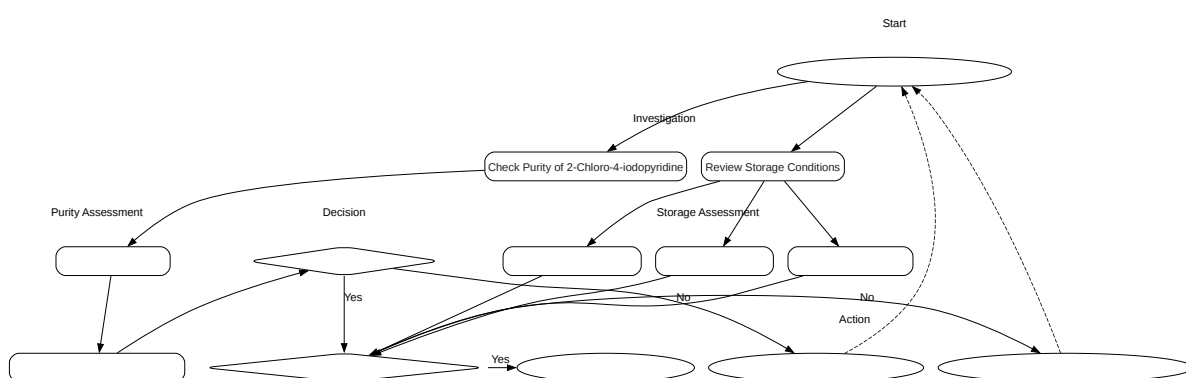 Start
Investigation
Check Purity of 2-Chloro-4-iodopyridine
Review Storage Conditions
Purity Assessment
Decision
Storage Assessment
Yes
No
No
Action
Yes